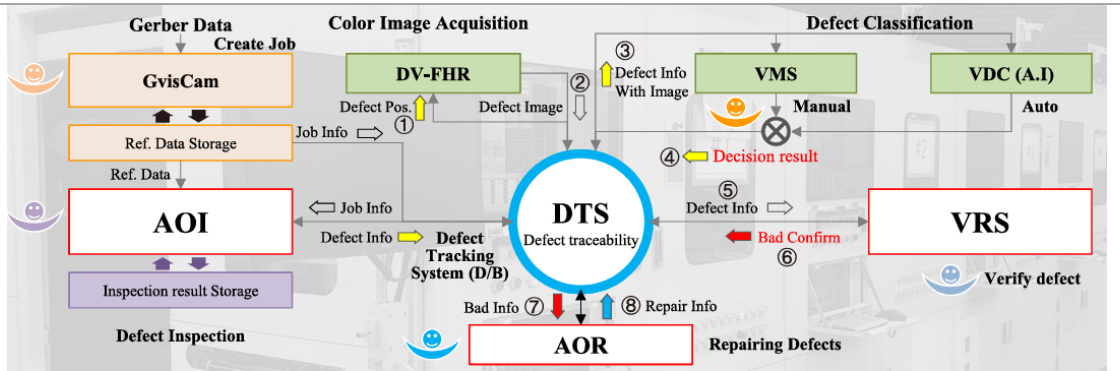 Gerber Data
Create Job
GvisCam
Ref. Data Storage
Ref. Data
AOI
Inspection result Storage
Defect Inspection
Color Image Acquisition
DV-FHR
Defect Pos.
①
Defect Image
②
Job Info
Job Info
Defect Info
Defect
Tracking
System (D/B)
DTS
Defect traceability
Defect Classification
③
Defect Info
With Image
VMS
Manual
VDC (A.I)
Auto
④
Decision result
⑤
Defect Info
Bad Confirm
⑥
VRS
Verify defect
Bad Info ⑦
⑧ Repair Info
AOR
Repairing Defects